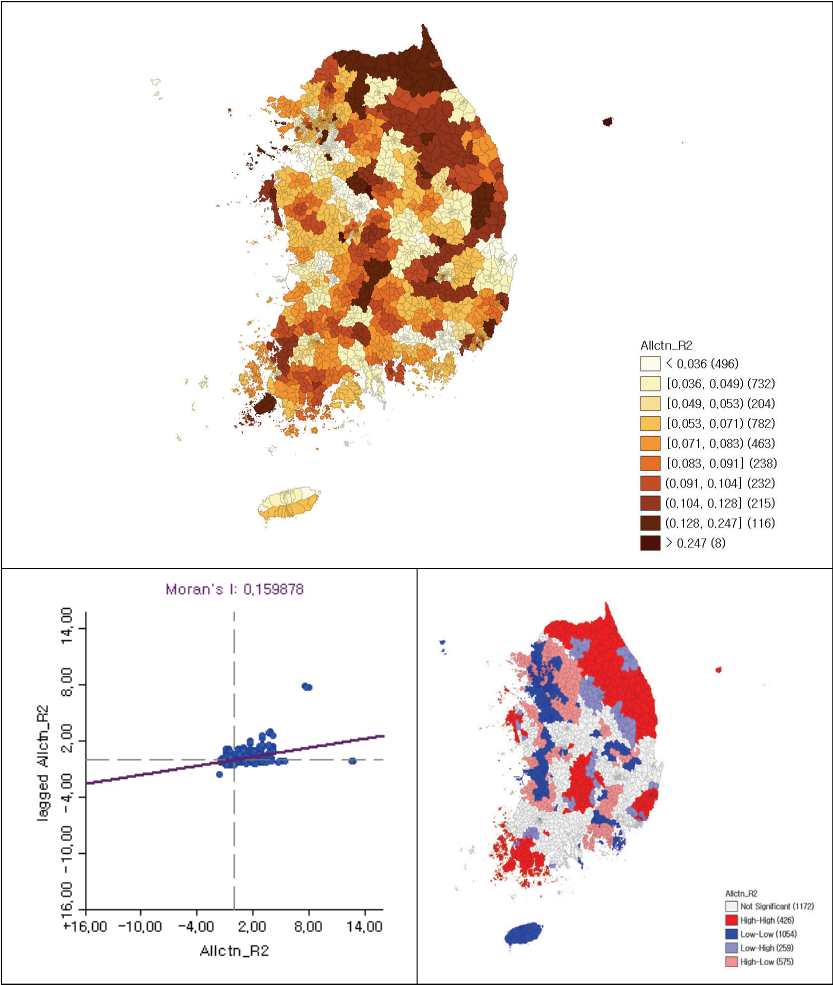 Allctn_R2
< 0,036 (496)
[0,036, 0,049) (732)
[0,049, 0,053) (204)
[0,053, 0,071) (782)
[0,071, 0,083) (463)
[0,083, 0,091] (238)
(0,091, 0,104] (232)
(0,104, 0,128] (215)
(0,128, 0,247] (116)
> 0,247 (8)
Moran's I: 0,159878
lagged Allctn_R2
14,00
8,00
2,00
-4,00
-10,00
-16,00
-16,00 -10,00 -4,00 2,00 8,00 14,00
Allctn_R2
Allctn_R2
Not Significant (1172)
High-High (426)
Low-Low (1054)
Low-High (259)
High-Low (575)